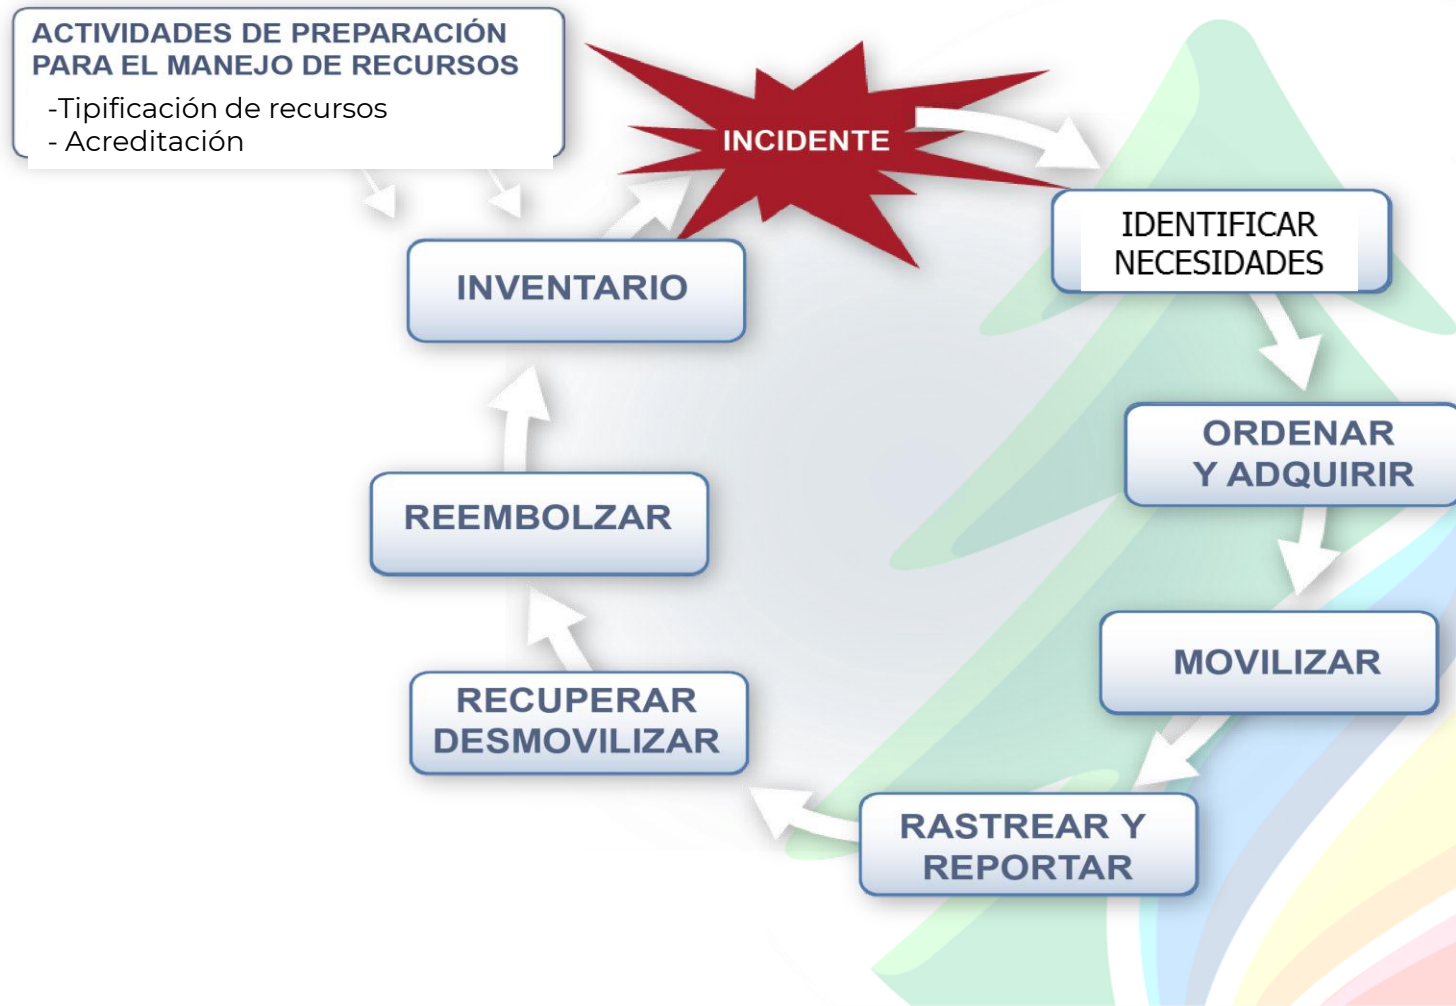 ACTIVIDADES DE PREPARACIÓN
PARA EL MANEJO DE RECURSOS
-Tipificación de recursos
- Acreditación
INCIDENTE
IDENTIFICAR
NECESIDADES
ORDENAR
Y ADQUIRIR
MOVILIZAR
RASTREAR Y
REPORTAR
RECUPERAR
DESMOVILIZAR
REEMBOLZAR
INVENTARIO